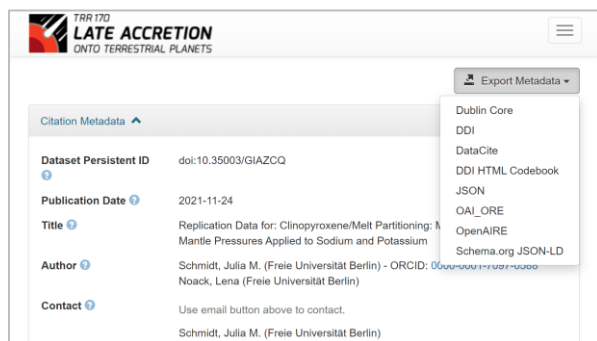 TRR 170
LATE ACCRETION
ONTO TERRESTRIAL PLANETS
Export Metadata
Dublin Core
DDI
DataCite
DDI HTML Codebook
JSON
OAI_ORE
OpenAIRE
Schema.org JSON-LD
Citation Metadata
Dataset Persistent ID doi:10.35003/GIAZCQ
Publication Date 2021-11-24
Title Replication Data for: Clinopyroxene/Melt Partitioning:
Mantle Pressures Applied to Sodium and Potassium
Author Schmidt, Julia M. (Freie Universität Berlin) - ORCID:
Noack, Lena (Freie Universität Berlin)
Contact Use email button above to contact.
Schmidt, Julia M. (Freie Universität Berlin)